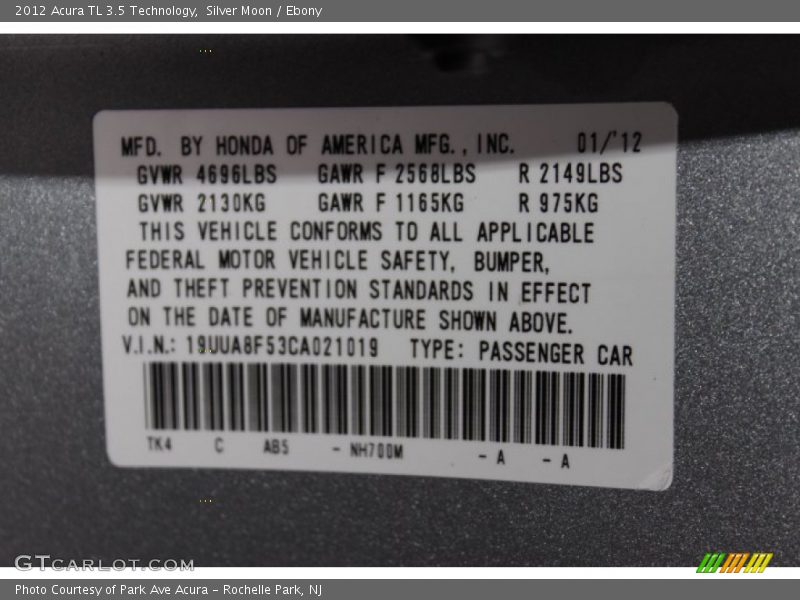 2012 Acura TL 3.5 Technology,  Silver Moon / Ebony
MFD. BY HONDA OF AMERICA MFG., INC. 01/'12
GVWR 4696LBS GAWR F 2568LBS R 2149LBS
GVWR 2130KG GAWR F 1165KG R 975KG
THIS VEHICLE CONFORMS TO ALL APPLICABLE
FEDERAL MOTOR VEHICLE SAFETY, BUMPER,
AND THEFT PREVENTION STANDARDS IN EFFECT
ON THE DATE OF MANUFACTURE SHOWN ABOVE.
V.I.N.: 19UUA8F53CA021019 TYPE: PASSENGER CAR
TK4 C AB5 - NH700M - A - A
GTCARLOT.COM
Photo Courtesy of Park Ave Acura – Rochelle Park, NJ